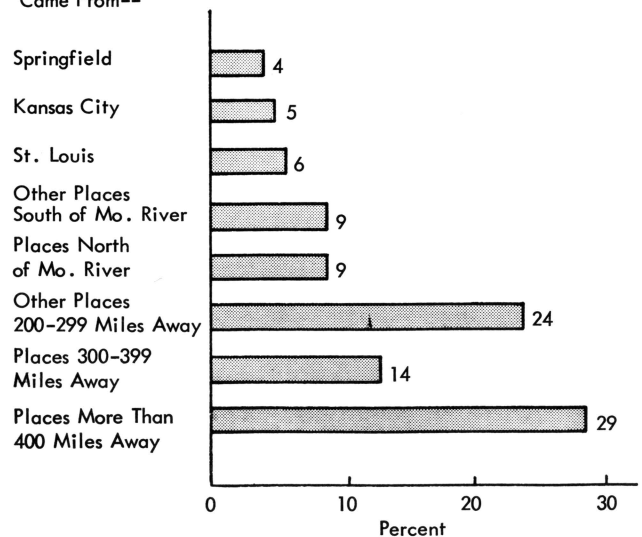 Came From--
Springfield
4
Kansas City
5
St. Louis
6
Other Places
South of Mo. River
9
Places North
of Mo. River
9
Other Places
200-299 Miles Away
24
Places 300-399
Miles Away
14
Places More Than
400 Miles Away
29
0 10 20 30
Percent